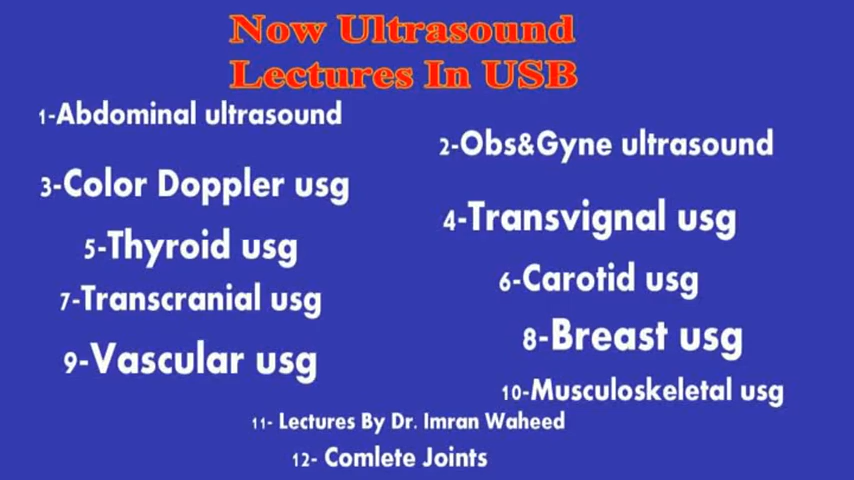 Now Ultrasound
Lectures In USB
1-Abdominal ultrasound
2-Obs&Gyne ultrasound
3-Color Doppler usg
4-Transvignal usg
5-Thyroid usg
6-Carotid usg
7-Transcranial usg
8-Breast usg
9-Vascular usg
10-Musculoskeletal usg
11- Lectures By Dr. Imran Waheed
12- Comlete Joints